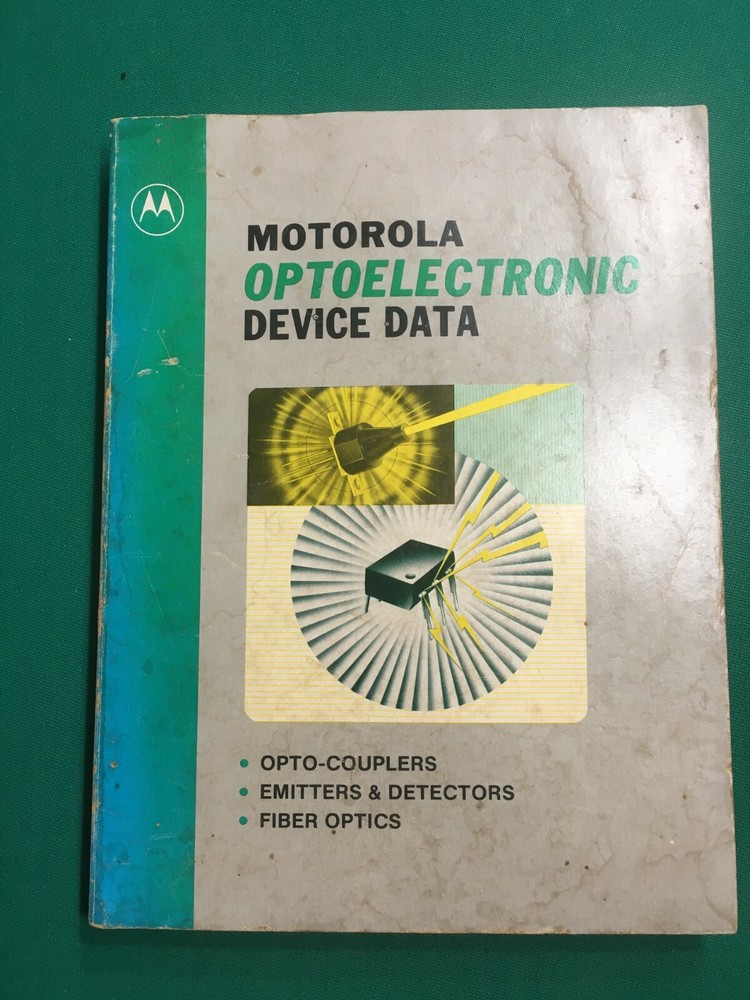 MOTOROLA
OPTOELECTRONIC
DEVICE DATA
• OPTO-COUPLERS
• EMITTERS & DETECTORS
• FIBER OPTICS